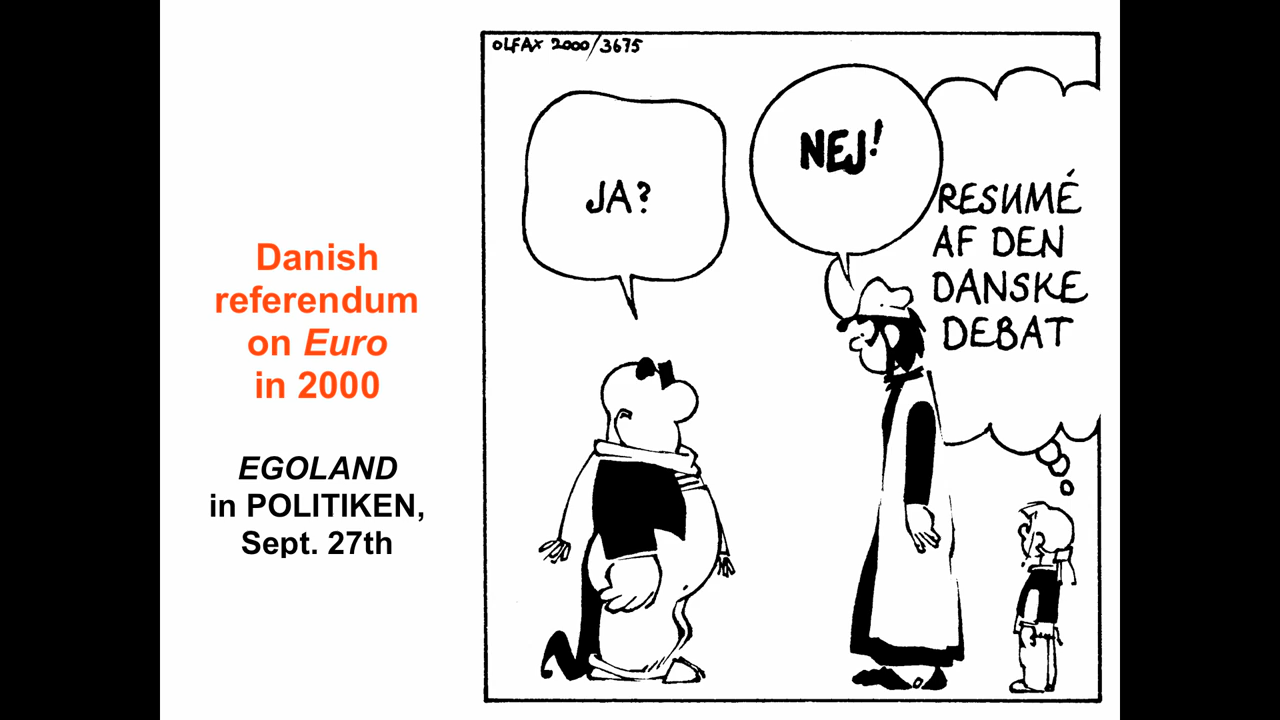 Danish
referendum
on Euro
in 2000
EGOLAND
in POLITIKEN,
Sept. 27th
OLFAX 2000/3675
JA?
NEJ!
RESUMÉ
AF DEN
DANSKE
DEBAT